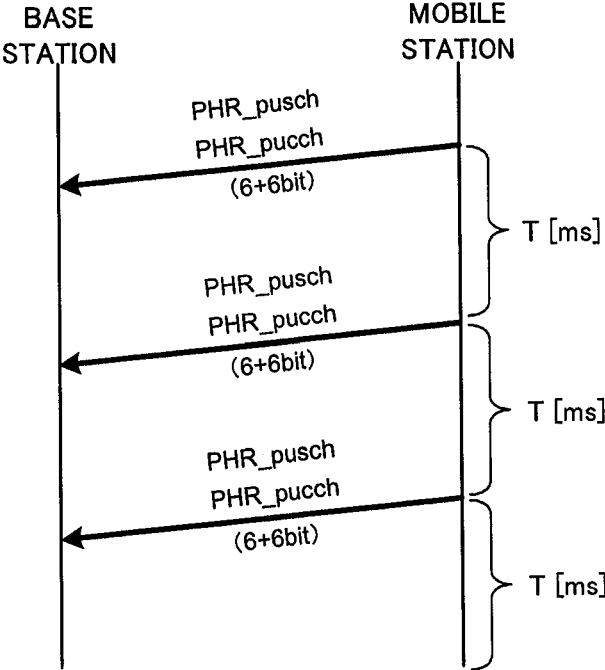 BASE
STATION
MOBILE
STATION
PHR_pusch
PHR_pucch
(6+6bit)
T [ms]
PHR_pusch
PHR_pucch
(6+6bit)
T [ms]
PHR_pusch
PHR_pucch
(6+6bit)
T [ms]